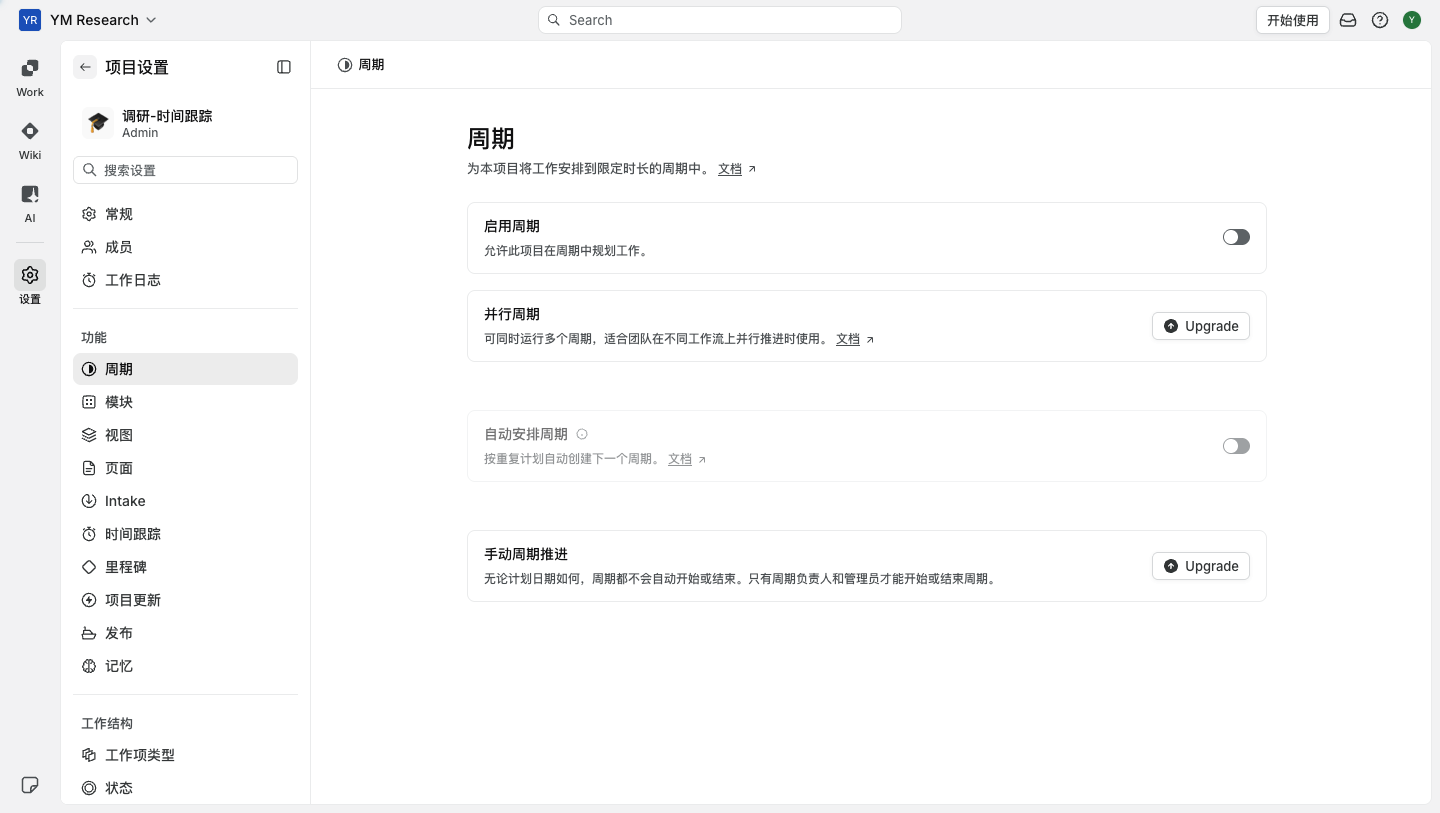 YR YM Research
Search
开始使用
Y
Work
Wiki
AI
设置
项目设置
调研-时间跟踪
Admin
搜索设置
常规
成员
工作日志
功能
周期
模块
视图
页面
Intake
时间跟踪
里程碑
项目更新
发布
记忆
工作结构
工作项类型
状态
周期
周期
为本项目将工作安排到限定时长的周期中。 文档
启用周期
允许此项目在周期中规划工作。
并行周期
可同时运行多个周期，适合团队在不同工作流上并行推进时使用。 文档
Upgrade
自动安排周期
按重复计划自动创建下一个周期。 文档
手动周期推进
无论计划日期如何，周期都不会自动开始或结束。只有周期负责人和管理员才能开始或结束周期。
Upgrade